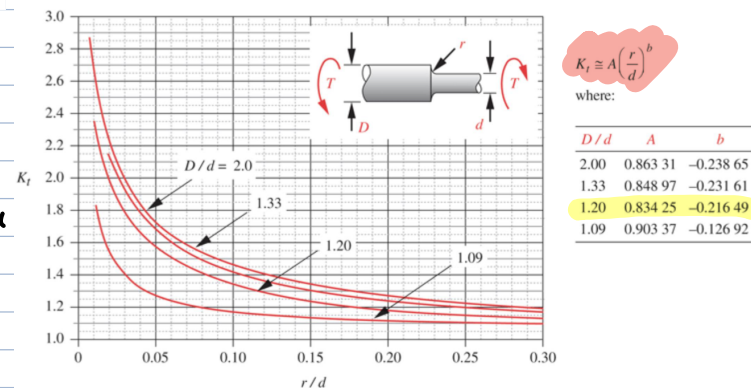 3.0
2.8
2.6
2.4
2.2
2.0
1.8
1.6
1.4
1.2
1.0
K_t
0 0.05 0.10 0.15 0.20 0.25 0.30
r / d
r
T T
D d
D / d = 2.0
1.33
1.20
1.09
K_t ≅ A(r/d)^b
where:
D / d A b
2.00 0.863 31 −0.238 65
1.33 0.848 97 −0.231 61
1.20 0.834 25 −0.216 49
1.09 0.903 37 −0.126 92